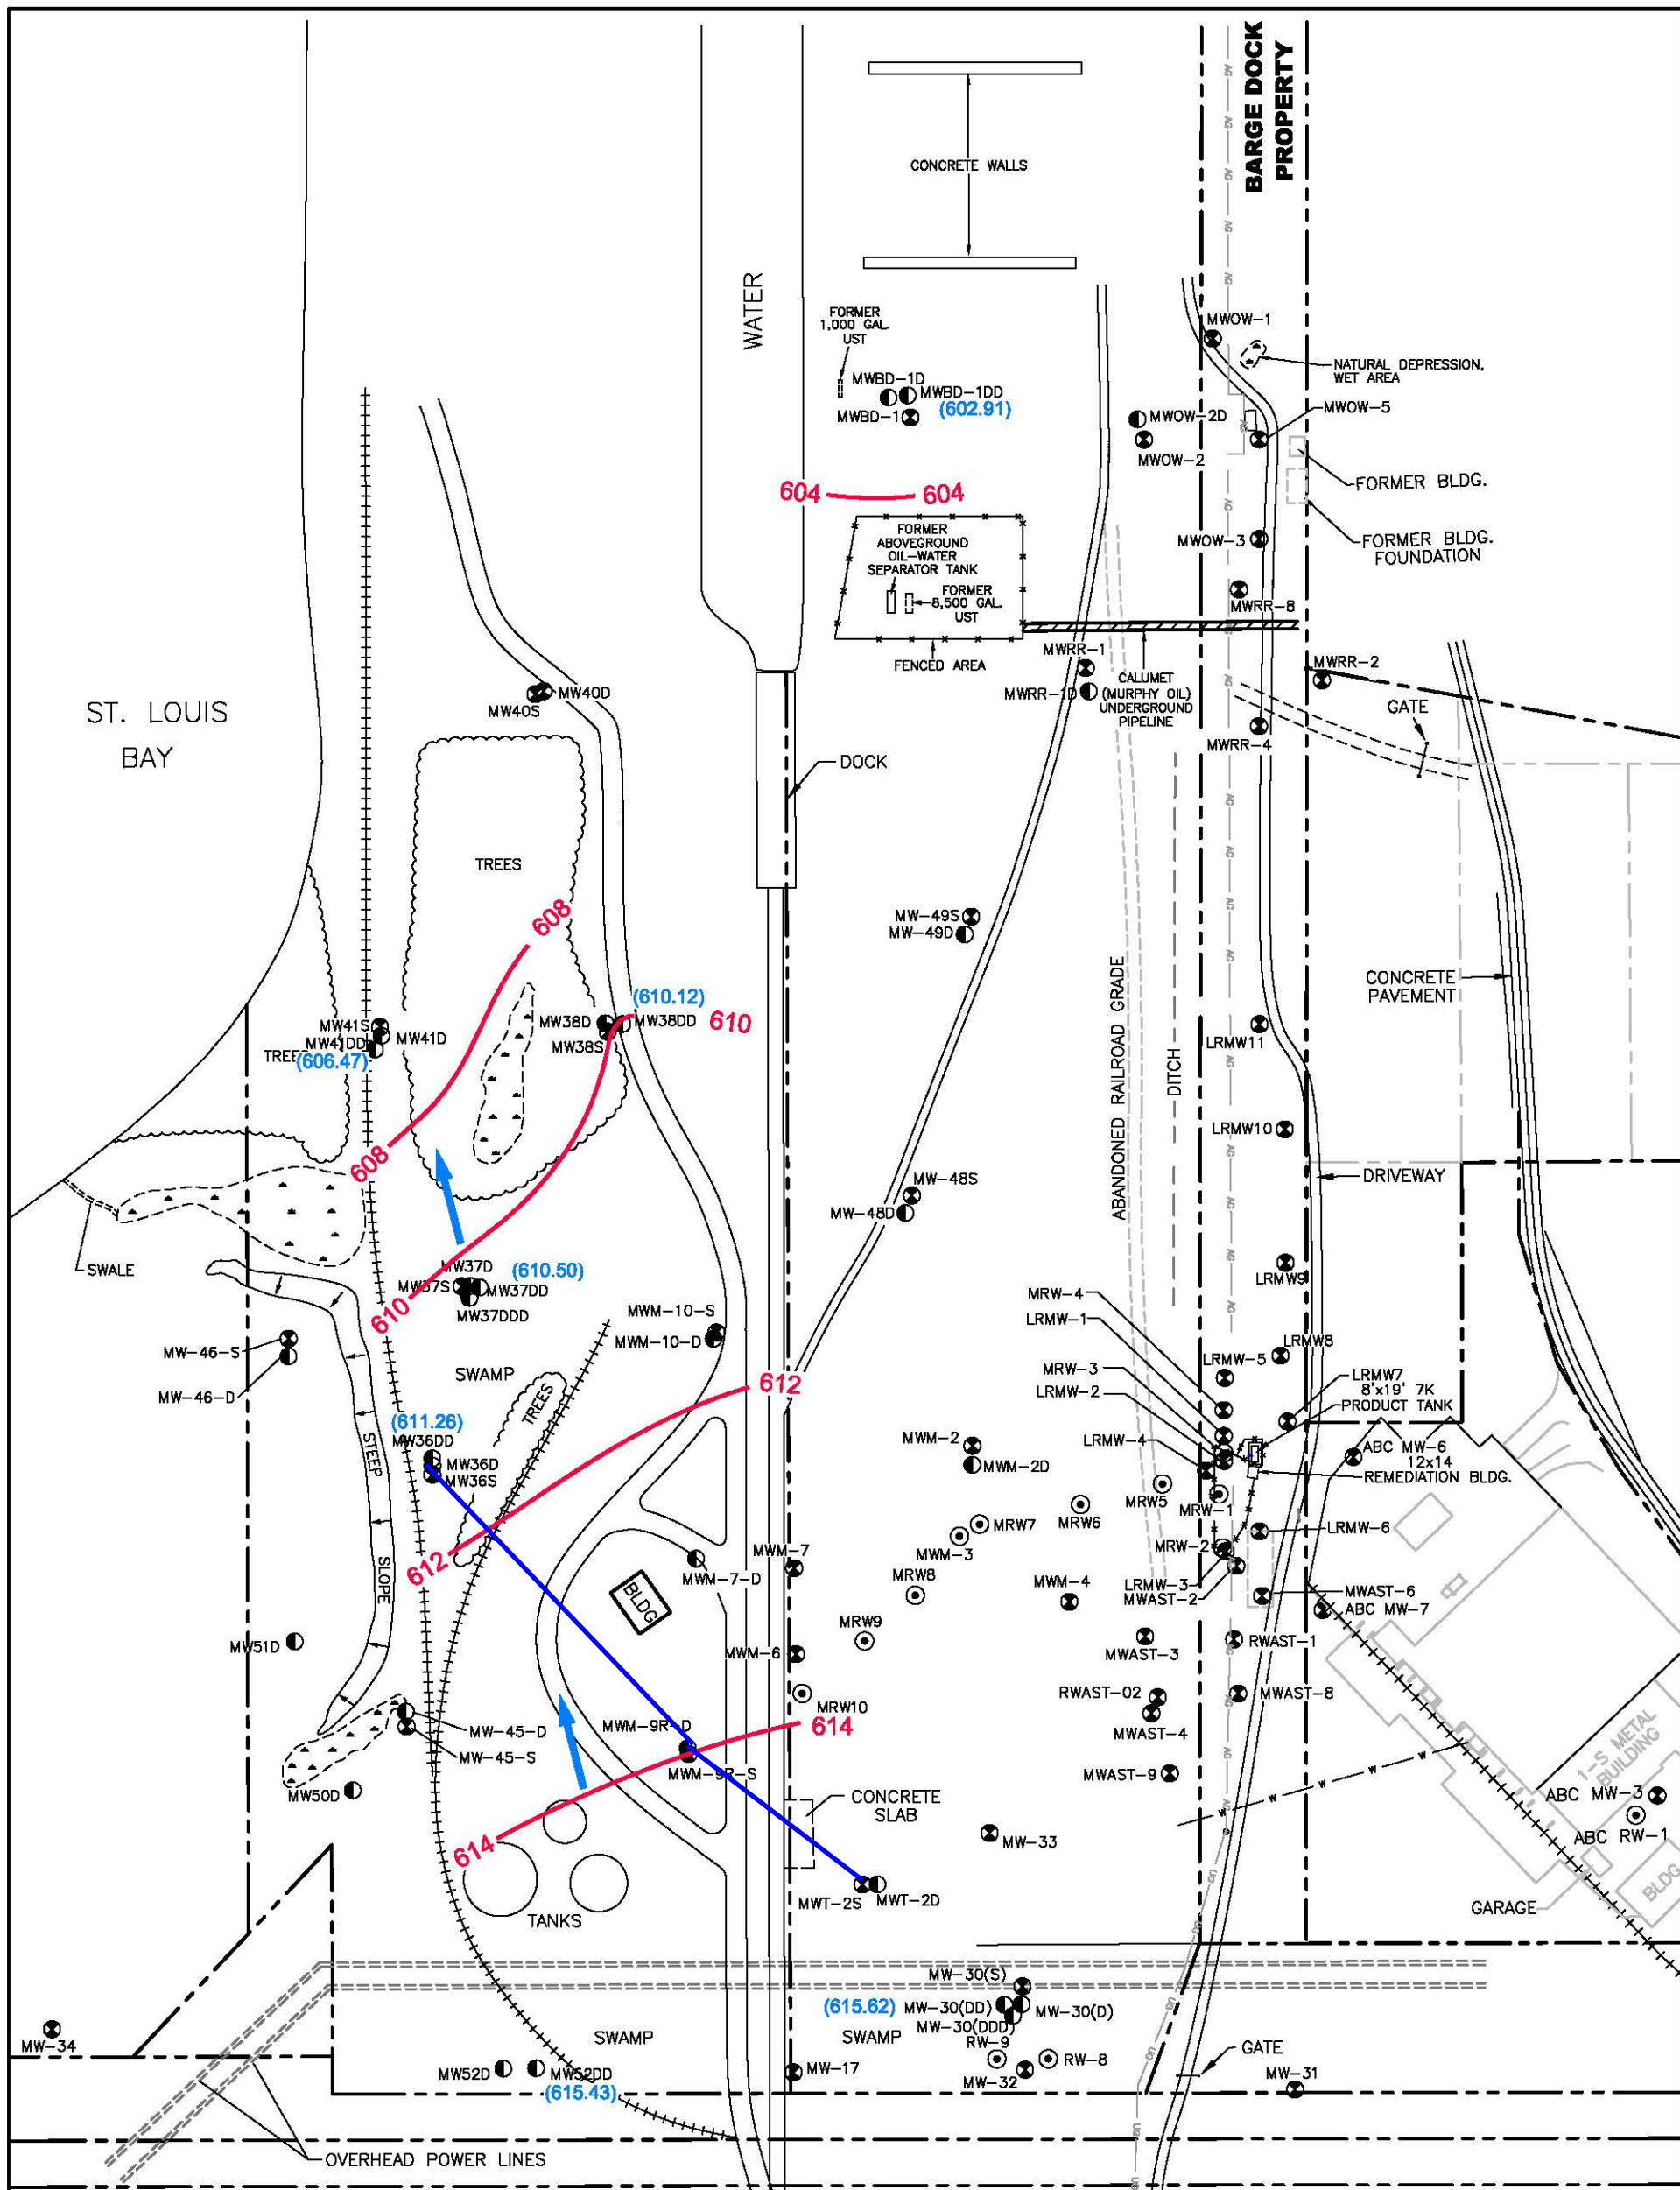 BARGE DOCK
PROPERTY
CONCRETE WALLS
WATER
FORMER
1,000 GAL.
UST
MWOW-1
NATURAL DEPRESSION,
WET AREA
MWBD-1D
MWBD-1DD
(602.91)
MWBD-1
MWOW-2D
MWOW-2
MWOW-5
604
604
FORMER BLDG.
FORMER
ABOVEGROUND
OIL-WATER
SEPARATOR TANK
FORMER
8,500 GAL.
UST
MWOW-3
FORMER BLDG.
FOUNDATION
MWRR-8
FENCED AREA
MWRR-1
MWRR-1D
CALUMET
(MURPHY OIL)
UNDERGROUND
PIPELINE
MWRR-2
GATE
MWRR-4
MW40D
MW40S
ST. LOUIS
BAY
DOCK
TREES
608
MW-49S
MW-49D
ABANDONED RAILROAD GRADE
DITCH
CONCRETE
PAVEMENT
(610.12)
MW38D
MW38DD
610
MW38S
MW41S
MW41DD
MW41D
TREES
(606.47)
LRMW11
LRMW10
608
DRIVEWAY
MW-48S
MW-48D
SWALE
MW37D
(610.50)
MW37S
MW37DD
MW37DDD
610
LRMW9
MWM-10-S
MWM-10-D
MRW-4
LRMW-1
MW-46-S
MW-46-D
SWAMP
TREES
612
LRMW8
LRMW-5
MRW-3
LRMW-2
LRMW7
8'x19' 7K
PRODUCT TANK
(611.26)
MW36DD
MW36D
MW36S
STEEP
SLOPE
MWM-2
MWM-2D
LRMW-4
ABC MW-6
12x14
REMEDIATION BLDG.
MRW5
MRW-1
MRW6
MRW7
MWM-3
LRMW-6
MRW-2
612
MWM-7
MWM-7-D
BLDG
MRW8
MWM-4
LRMW-3
MWAST-2
MWAST-6
ABC MW-7
MW51D
MRW9
MWM-6
MWAST-3
RWAST-1
MRW10
RWAST-02
MWAST-8
MWAST-4
614
MWM-9R-D
MWM-9R-S
MW-45-D
MW-45-S
MW50D
MWAST-9
1-S METAL
BUILDING
CONCRETE
SLAB
ABC MW-3
ABC RW-1
614
MW-33
TANKS
MWT-2S
MWT-2D
BLDG
GARAGE
MW-30(S)
(615.62)
MW-30(DD)
MW-30(D)
MW-30(DDD)
MW-34
SWAMP
SWAMP
RW-9
RW-8
GATE
MW52D
MW52DD
(615.43)
MW-17
MW-32
MW-31
OVERHEAD POWER LINES